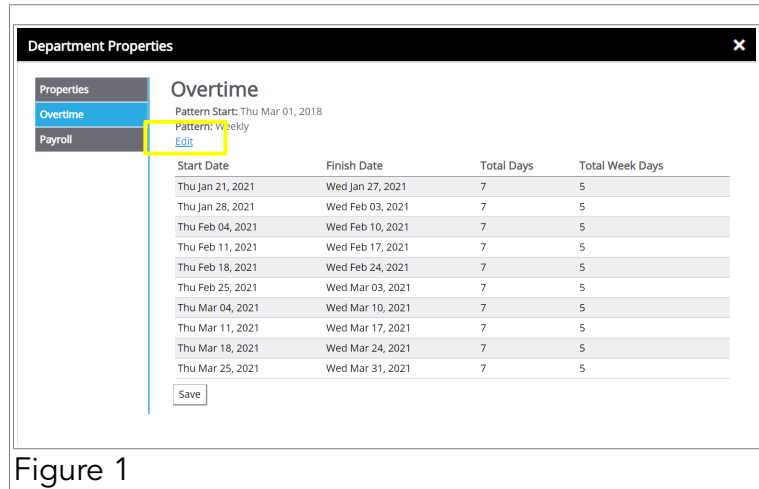 Department Properties ×
Properties
Overtime
Payroll
Overtime
Pattern Start: Thu Mar 01, 2018
Pattern: Weekly
Edit
Start Date Finish Date Total Days Total Week Days
Thu Jan 21, 2021 Wed Jan 27, 2021 7 5
Thu Jan 28, 2021 Wed Feb 03, 2021 7 5
Thu Feb 04, 2021 Wed Feb 10, 2021 7 5
Thu Feb 11, 2021 Wed Feb 17, 2021 7 5
Thu Feb 18, 2021 Wed Feb 24, 2021 7 5
Thu Feb 25, 2021 Wed Mar 03, 2021 7 5
Thu Mar 04, 2021 Wed Mar 10, 2021 7 5
Thu Mar 11, 2021 Wed Mar 17, 2021 7 5
Thu Mar 18, 2021 Wed Mar 24, 2021 7 5
Thu Mar 25, 2021 Wed Mar 31, 2021 7 5
Save
Figure 1